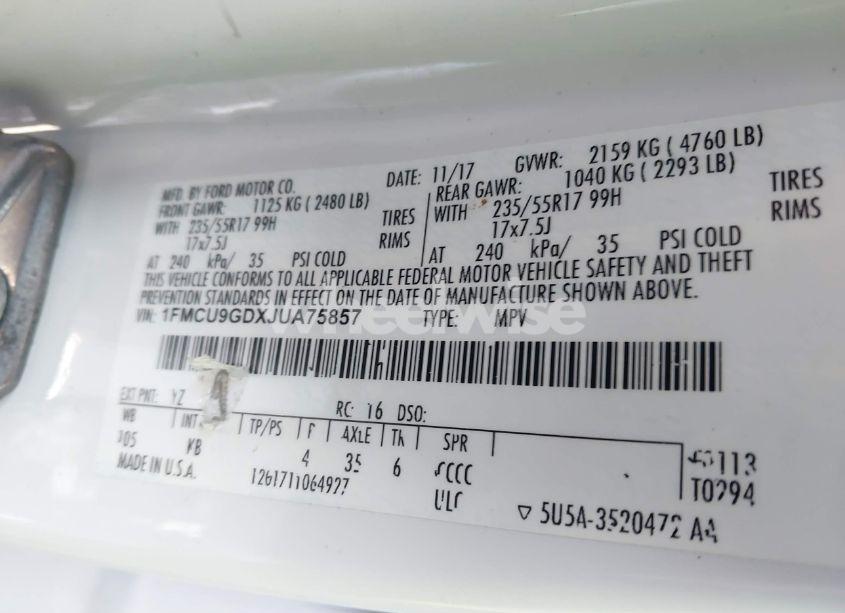 MFD. BY FORD MOTOR CO. DATE: 11/17 GVWR: 2159 KG ( 4760 LB)
FRONT GAWR: 1125 KG ( 2480 LB) REAR GAWR: 1040 KG ( 2293 LB)
WITH 235/55R17 99H TIRES WITH 235/55R17 99H TIRES
17x7.5J RIMS 17x7.5J RIMS
AT 240 kPa/ 35 PSI COLD AT 240 kPa/ 35 PSI COLD
THIS VEHICLE CONFORMS TO ALL APPLICABLE FEDERAL MOTOR VEHICLE SAFETY AND THEFT
PREVENTION STANDARDS IN EFFECT ON THE DATE OF MANUFACTURE SHOWN ABOVE.
VIN: 1FMCU9GDXJUA75857 TYPE: MPV
wheelwise
EXT PNT: YZ RC: 16 DSO:
WB INT TP/PS AXLE TR SPR
105 KB 4 35 6
MADE IN U.S.A. T0294
5U5A-3520472 AA